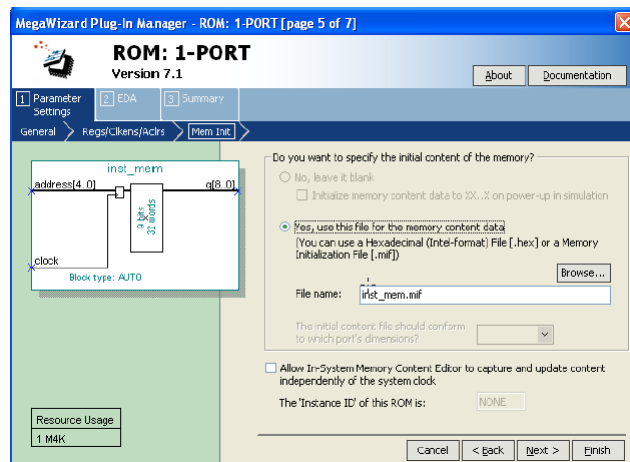 MegaWizard Plug-In Manager - ROM: 1-PORT [page 5 of 7]
ROM: 1-PORT
Version 7.1
About
Documentation
1 Parameter Settings
2 EDA
3 Summary
General
Regs/Clkens/Aclrs
Mem Init
inst_mem
address[4..0]
q[8..0]
9 bits
32 words
clock
Block type: AUTO
Do you want to specify the initial content of the memory?
No, leave it blank
Initialize memory content data to XX..X on power-up in simulation
Yes, use this file for the memory content data
(You can use a Hexadecimal (Intel-format) File [.hex] or a Memory
Initialization File [.mif])
Browse...
File name:
inst_mem.mif
The initial content file should conform
to which port's dimensions?
Allow In-System Memory Content Editor to capture and update content
independently of the system clock
The 'Instance ID' of this ROM is:
NONE
Resource Usage
1 M4K
Cancel
< Back
Next >
Finish